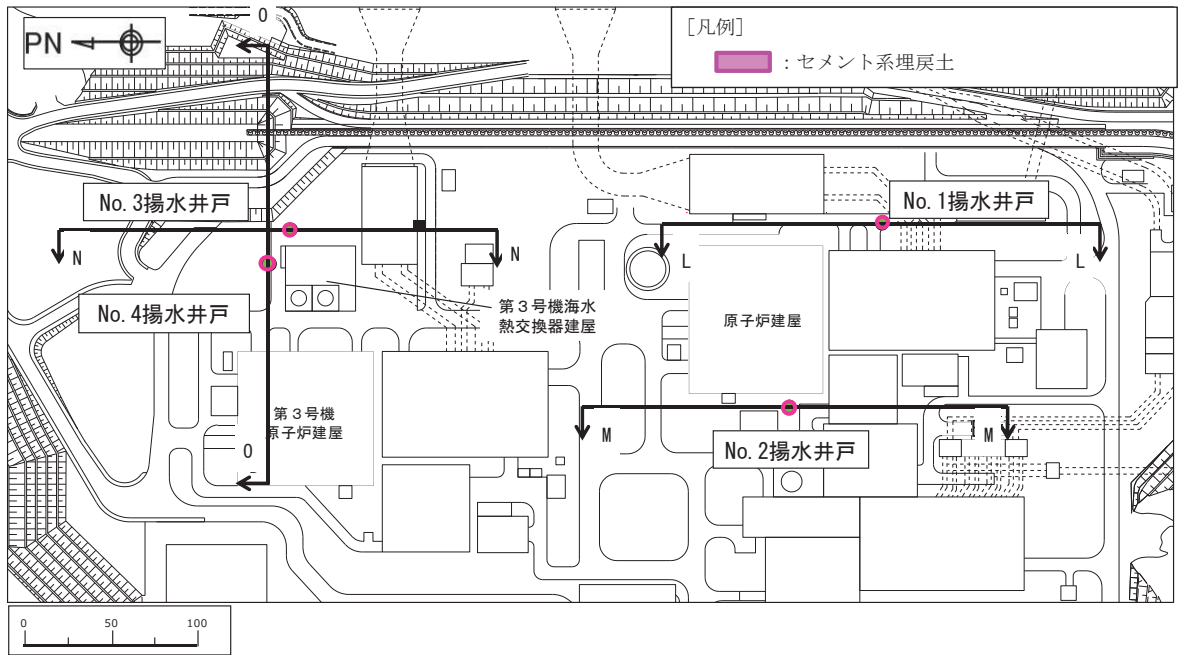 PN
O
[凡例]
:セメント系埋戻土
No.3揚水井戸
No.1揚水井戸
N
N
L
L
No.4揚水井戸
第3号機海水
熱交換器建屋
原子炉建屋
第3号機
原子炉建屋
O
M
M
No.2揚水井戸
0 50 100